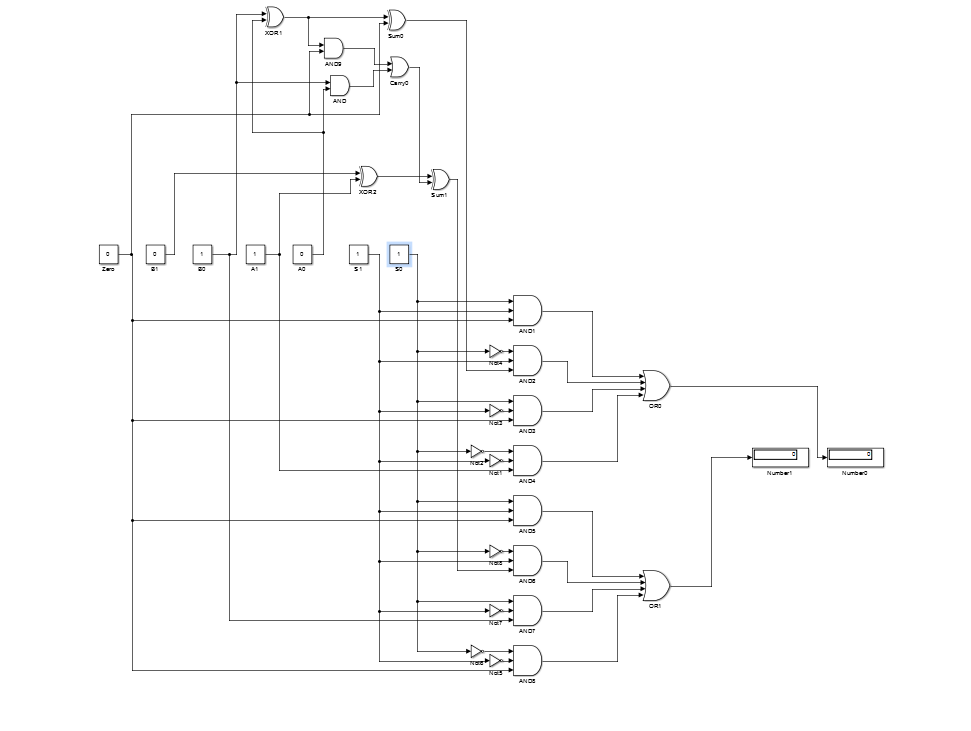 XOR1
Sum0
AND9
Carry0
AND
XOR2
Sum1
0
0
1
1
0
1
1
Zero
B1
B0
A1
A0
S1
S0
AND1
Not4
AND2
OR0
Not3
AND3
Not2
Not1
AND4
0
0
Number1
Number0
AND5
Not8
AND6
OR1
Not7
AND7
Not6
Not5
AND8